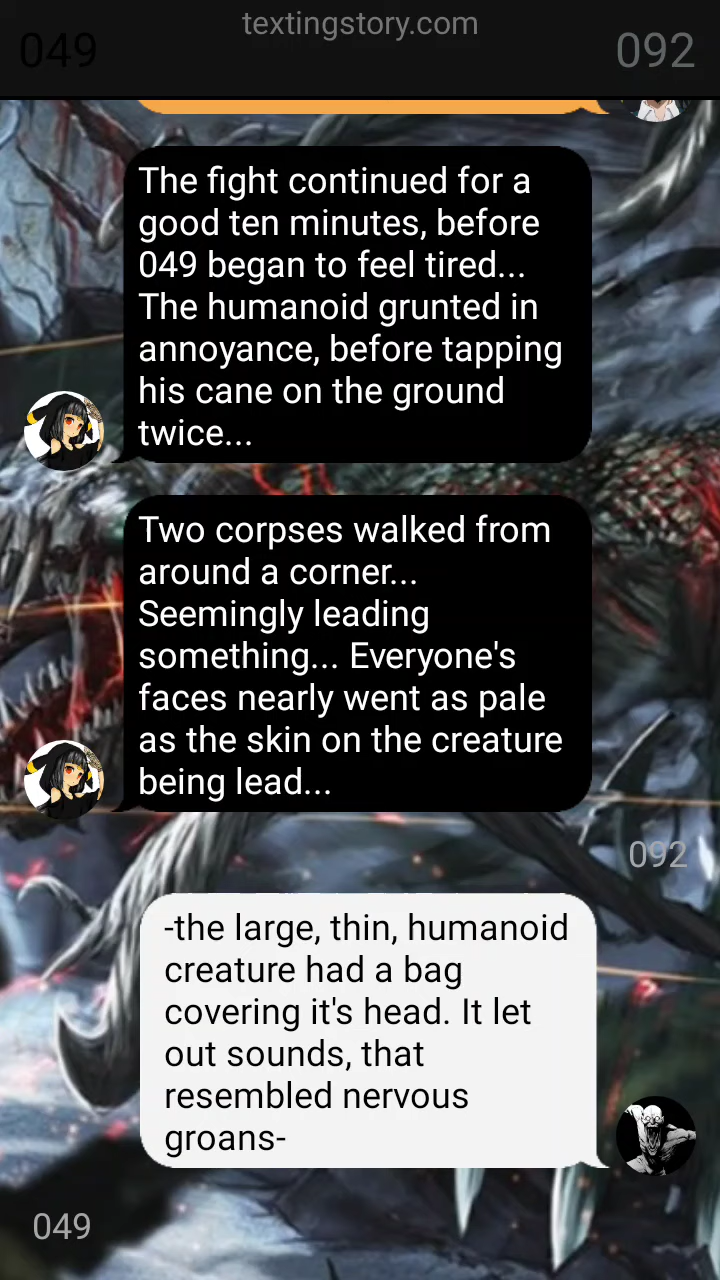 textingstory.com
049
092
The fight continued for a
good ten minutes, before
049 began to feel tired...
The humanoid grunted in
annoyance, before tapping
his cane on the ground
twice...
Two corpses walked from
around a corner...
Seemingly leading
something... Everyone's
faces nearly went as pale
as the skin on the creature
being lead...
092
-the large, thin, humanoid
creature had a bag
covering it's head. It let
out sounds, that
resembled nervous
groans-
049